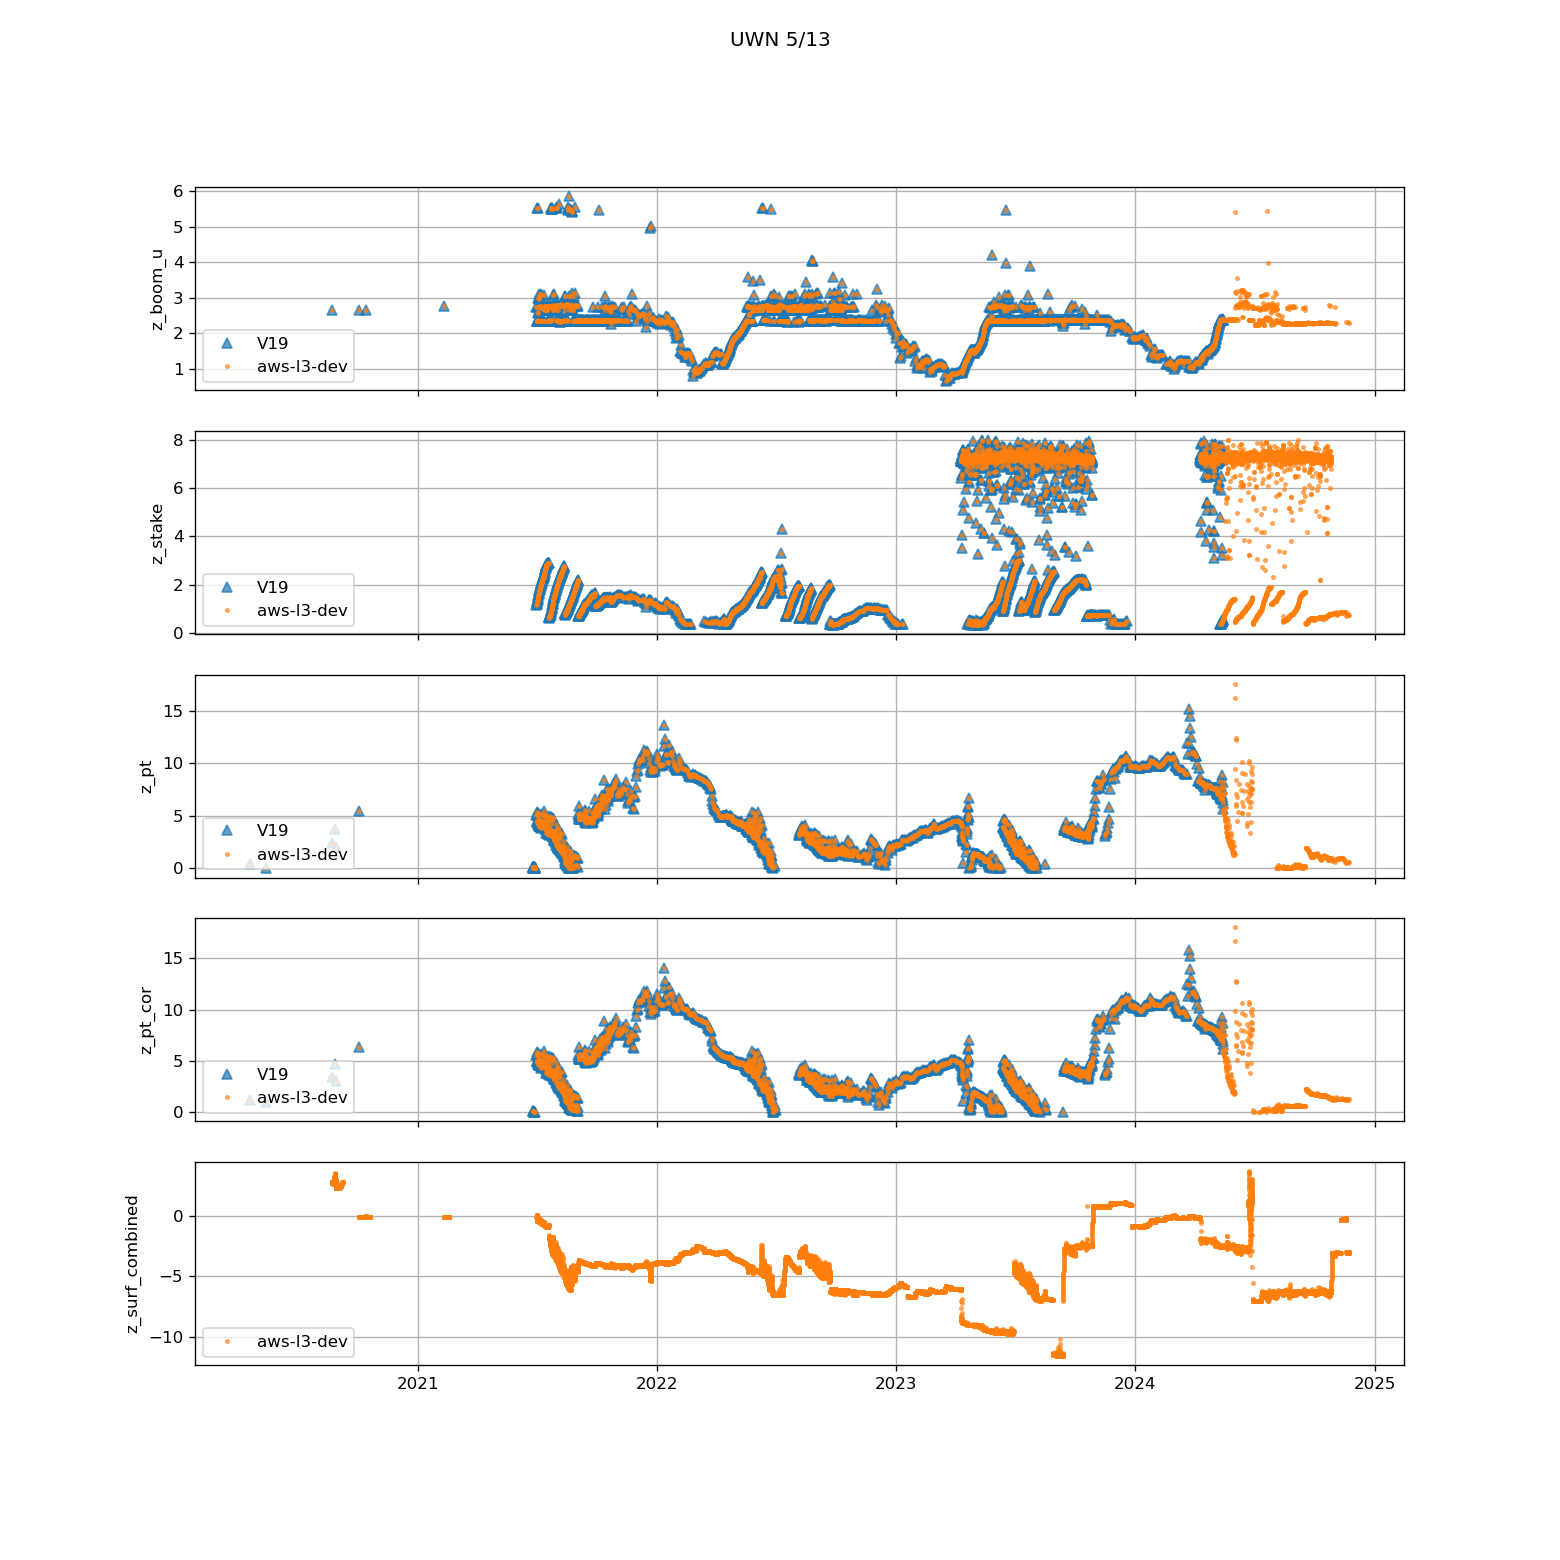 UWN 5/13
z_boom_u
6
5
4
3
2
1
V19
aws-l3-dev
z_stake
8
6
4
2
0
V19
aws-l3-dev
z_pt
15
10
5
0
V19
aws-l3-dev
z_pt_cor
15
10
5
0
V19
aws-l3-dev
z_surf_combined
0
−5
−10
aws-l3-dev
2021 2022 2023 2024 2025